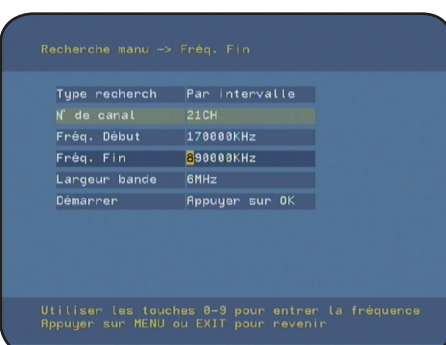 Recherche manu -> Fréq. Fin
Type recherch Par intervalle
N° de canal 21CH
Fréq. Début 170000KHz
Fréq. Fin 890000KHz
Largeur bande 6MHz
Démarrer Appuyer sur OK
Utiliser les touches 0-9 pour entrer la fréquence
Appuyer sur MENU ou EXIT pour revenir